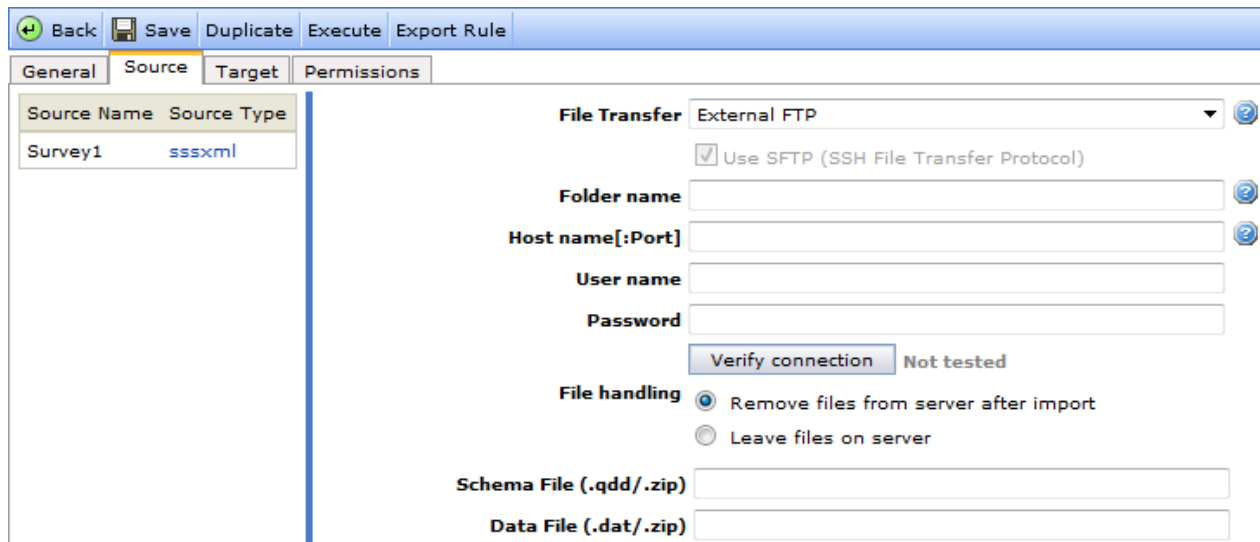 Back Save Duplicate Execute Export Rule
General Source Target Permissions
Source Name Source Type
Survey1 sssxml
File Transfer External FTP
Use SFTP (SSH File Transfer Protocol)
Folder name
Host name[:Port]
User name
Password
Verify connection Not tested
File handling
Remove files from server after import
Leave files on server
Schema File (.qdd/.zip)
Data File (.dat/.zip)